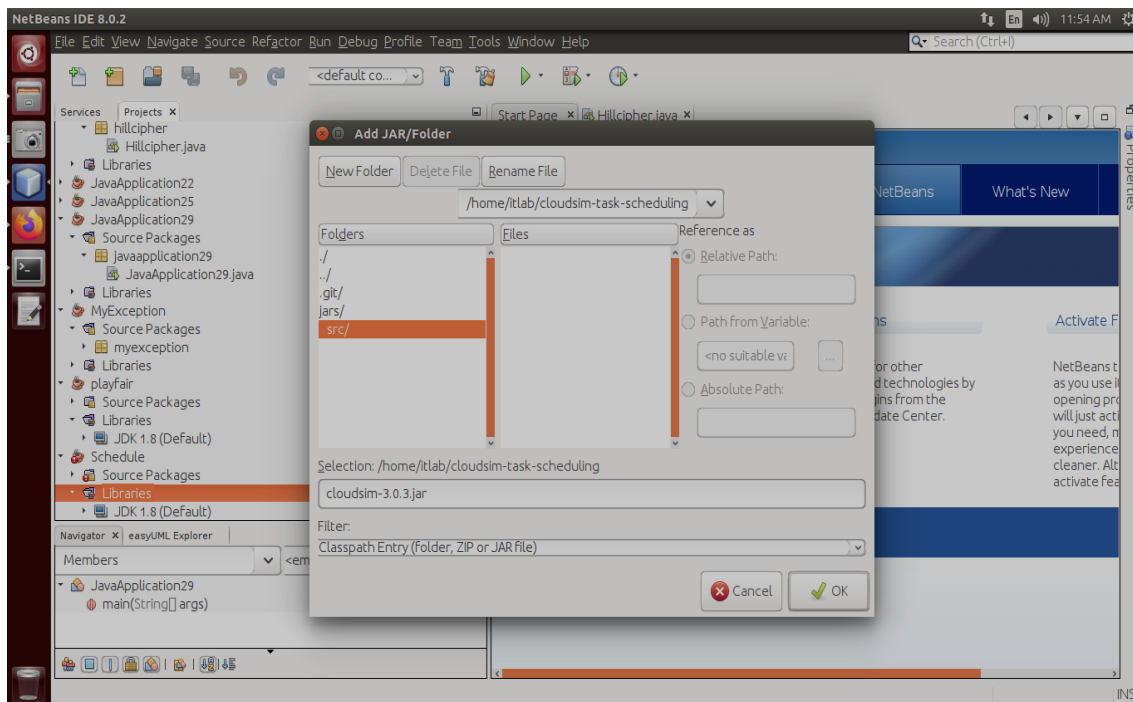 NetBeans IDE 8.0.2
En
11:54 AM
File Edit View Navigate Source Refactor Run Debug Profile Team Tools Window Help
Search (Ctrl+I)
<default co...
Services Projects
Start Page Hillcipher.java
hillcipher
Hillcipher.java
Libraries
JavaApplication22
JavaApplication25
JavaApplication29
Source Packages
javaapplication29
JavaApplication29.java
Libraries
MyException
Source Packages
myexception
Libraries
playfair
Source Packages
Libraries
JDK 1.8 (Default)
Schedule
Source Packages
Libraries
JDK 1.8 (Default)
Add JAR/Folder
New Folder Delete File Rename File
/home/itlab/cloudsim-task-scheduling
Folders Files
./
../
.git/
jars/
src/
Reference as
Relative Path:
Path from Variable:
<no suitable va
...
Absolute Path:
Selection: /home/itlab/cloudsim-task-scheduling
cloudsim-3.0.3.jar
Filter:
Classpath Entry (folder, ZIP or JAR file)
Cancel OK
NetBeans What's New
Properties
ns Activate F
for other
d technologies by
gins from the
date Center.
NetBeans t
as you use i
opening pro
will just acti
you need, m
experience
cleaner. Alt
activate fea
Navigator easyUML Explorer
Members <em
JavaApplication29
main(String[] args)
INS